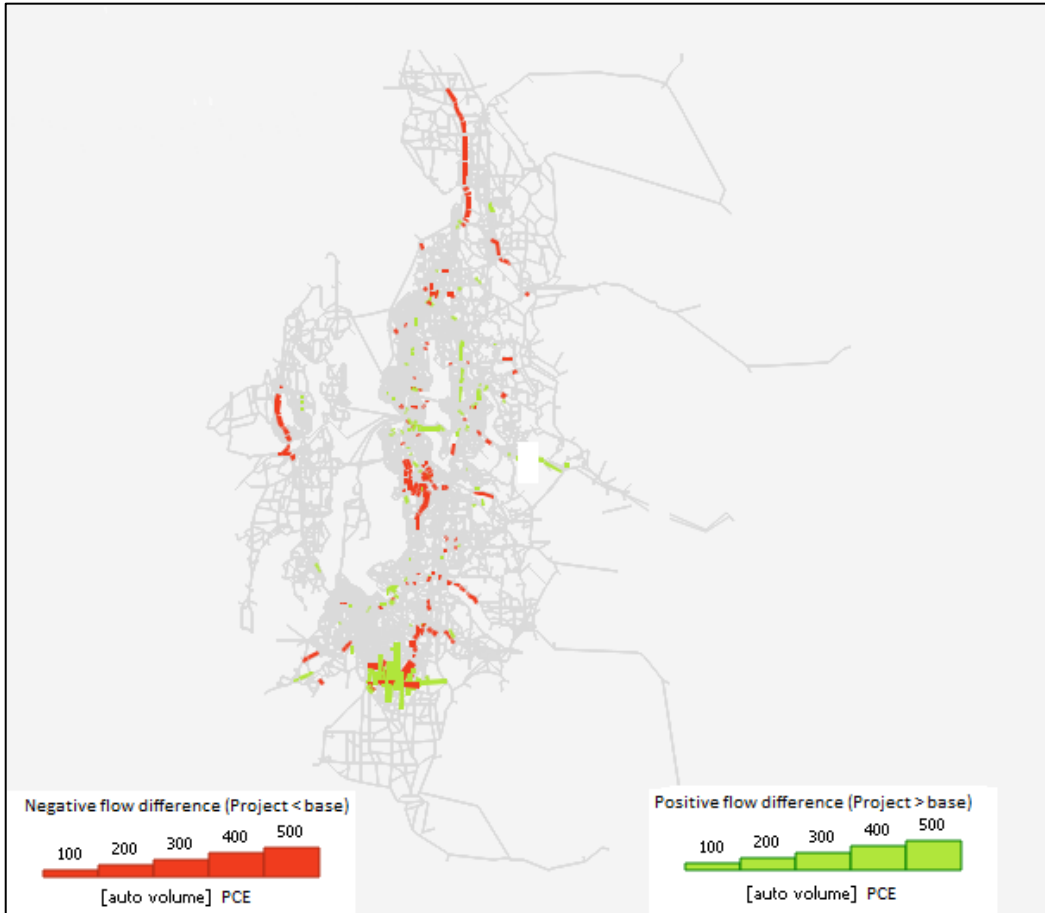 Negative flow difference (Project < base)
100 200 300 400 500
[auto volume] PCE
Positive flow difference (Project > base)
100 200 300 400 500
[auto volume] PCE